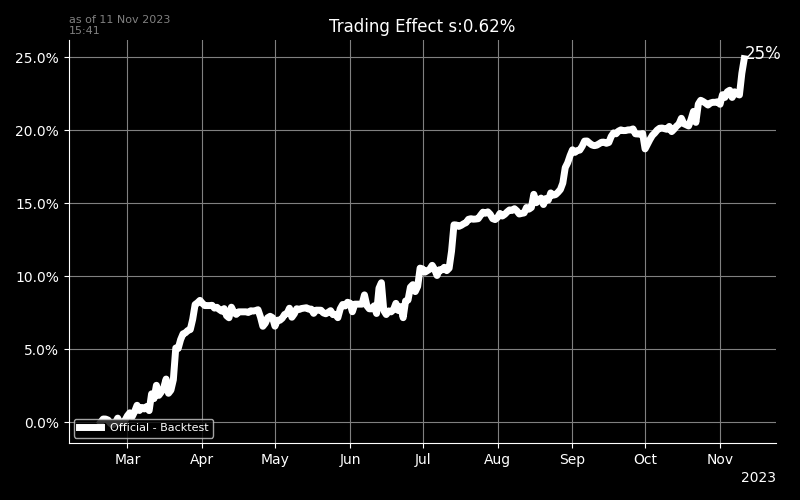 as of 11 Nov 2023
15:41
Trading Effect s:0.62%
25%
25.0%
20.0%
15.0%
10.0%
5.0%
0.0%
Official - Backtest
Mar Apr May Jun Jul Aug Sep Oct Nov
2023